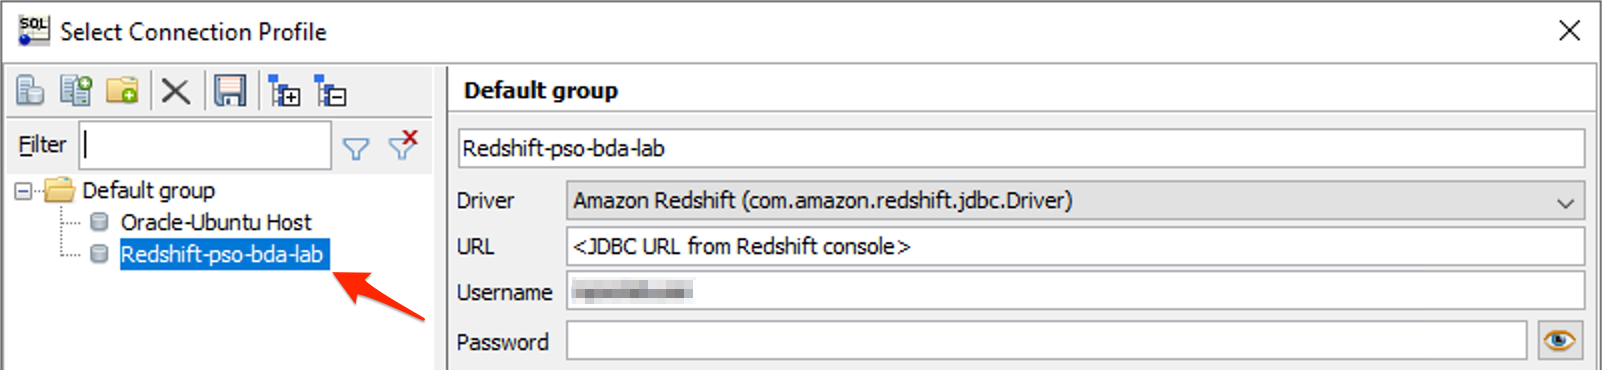 SQL
Select Connection Profile
Filter
Default group
Oracle-Ubuntu Host
Redshift-pso-bda-lab
Default group
Redshift-pso-bda-lab
Driver Amazon Redshift (com.amazon.redshift.jdbc.Driver)
URL <JDBC URL from Redshift console>
Username
Password